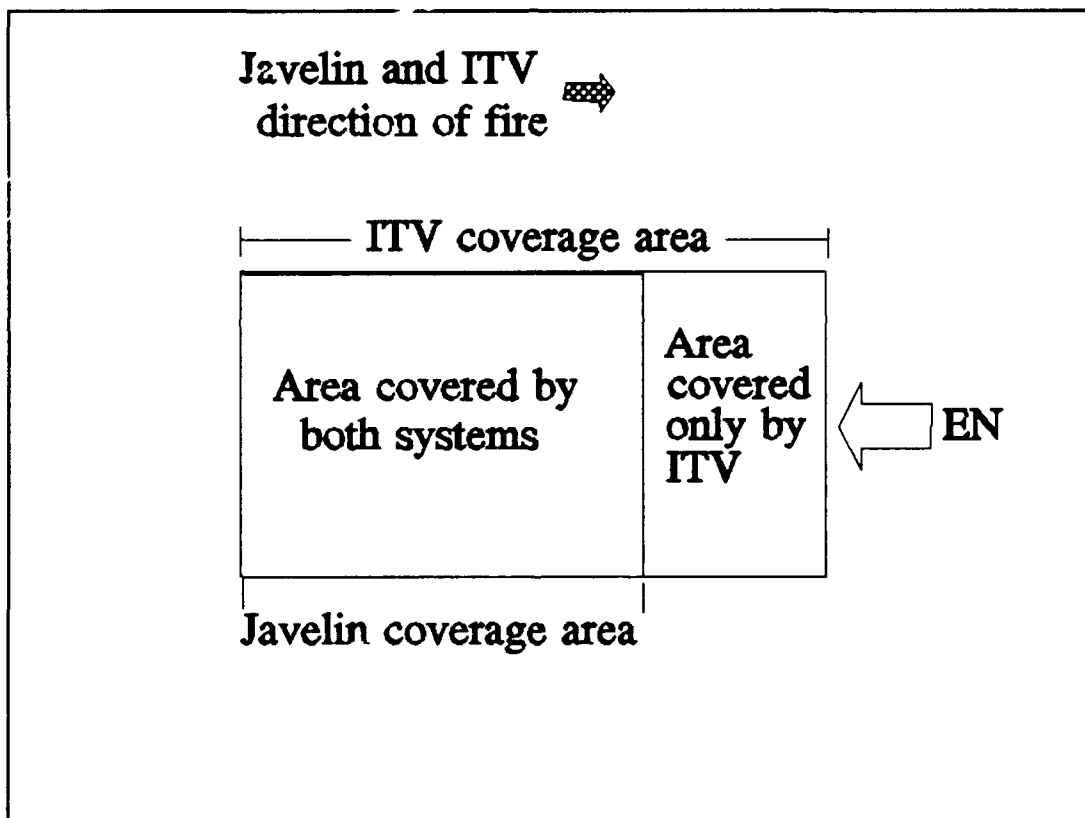 Javelin and ITV
direction of fire
ITV coverage area
Area covered by
both systems
Area
covered
only by
ITV
EN
Javelin coverage area